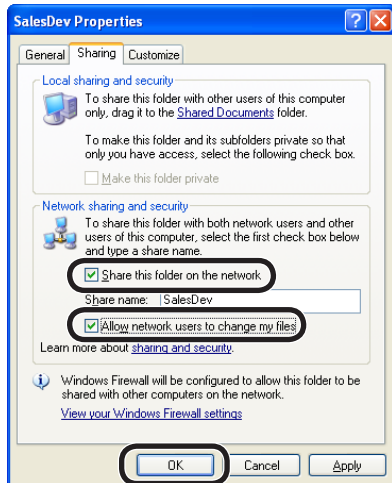 SalesDev Properties
General Sharing Customize
Local sharing and security
To share this folder with other users of this computer
only, drag it to the Shared Documents folder.
To make this folder and its subfolders private so that
only you have access, select the following check box.
Make this folder private
Network sharing and security
To share this folder with both network users and other
users of this computer, select the first check box below
and type a share name.
Share this folder on the network
Share name: SalesDev
Allow network users to change my files
Learn more about sharing and security.
Windows Firewall will be configured to allow this folder to be
shared with other computers on the network.
View your Windows Firewall settings
OK Cancel Apply